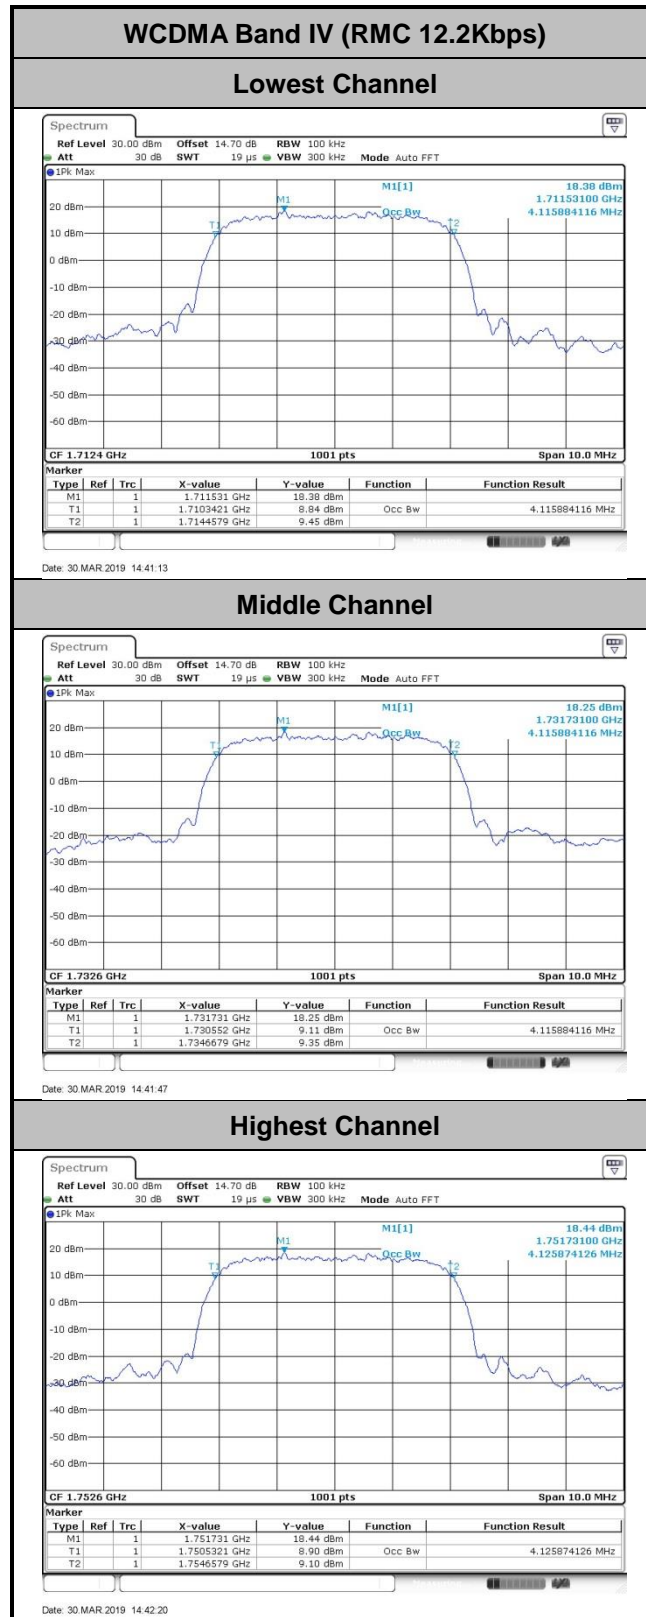 WCDMA Band IV (RMC 12.2Kbps)
Lowest Channel
Spectrum
Ref Level 30.00 dBm Offset 14.70 dB RBW 100 kHz
Att 30 dB SWT 19 µs VBW 300 kHz Mode Auto FFT
1Pk Max
M1[1] 18.38 dBm
1.71153100 GHz
Occ Bw 4.115884116 MHz
M1
T1
T2
20 dBm
10 dBm
0 dBm
-10 dBm
-20 dBm
-30 dBm
-40 dBm
-50 dBm
-60 dBm
CF 1.7124 GHz 1001 pts Span 10.0 MHz
Marker
Type Ref Trc X-value Y-value Function Function Result
M1 1 1.711531 GHz 18.38 dBm
T1 1 1.7103421 GHz 8.84 dBm Occ Bw 4.115884116 MHz
T2 1 1.7144579 GHz 9.45 dBm
Date: 30.MAR.2019 14:41:13
Middle Channel
Spectrum
Ref Level 30.00 dBm Offset 14.70 dB RBW 100 kHz
Att 30 dB SWT 19 µs VBW 300 kHz Mode Auto FFT
1Pk Max
M1[1] 18.25 dBm
1.73173100 GHz
Occ Bw 4.115884116 MHz
M1
T1
T2
20 dBm
10 dBm
0 dBm
-10 dBm
-20 dBm
-30 dBm
-40 dBm
-50 dBm
-60 dBm
CF 1.7326 GHz 1001 pts Span 10.0 MHz
Marker
Type Ref Trc X-value Y-value Function Function Result
M1 1 1.731731 GHz 18.25 dBm
T1 1 1.730552 GHz 9.11 dBm Occ Bw 4.115884116 MHz
T2 1 1.7346679 GHz 9.35 dBm
Date: 30.MAR.2019 14:41:47
Highest Channel
Spectrum
Ref Level 30.00 dBm Offset 14.70 dB RBW 100 kHz
Att 30 dB SWT 19 µs VBW 300 kHz Mode Auto FFT
1Pk Max
M1[1] 18.44 dBm
1.75173100 GHz
Occ Bw 4.125874126 MHz
M1
T1
T2
20 dBm
10 dBm
0 dBm
-10 dBm
-20 dBm
-30 dBm
-40 dBm
-50 dBm
-60 dBm
CF 1.7526 GHz 1001 pts Span 10.0 MHz
Marker
Type Ref Trc X-value Y-value Function Function Result
M1 1 1.751731 GHz 18.44 dBm
T1 1 1.7505321 GHz 8.90 dBm Occ Bw 4.125874126 MHz
T2 1 1.7546579 GHz 9.10 dBm
Date: 30.MAR.2019 14:42:20